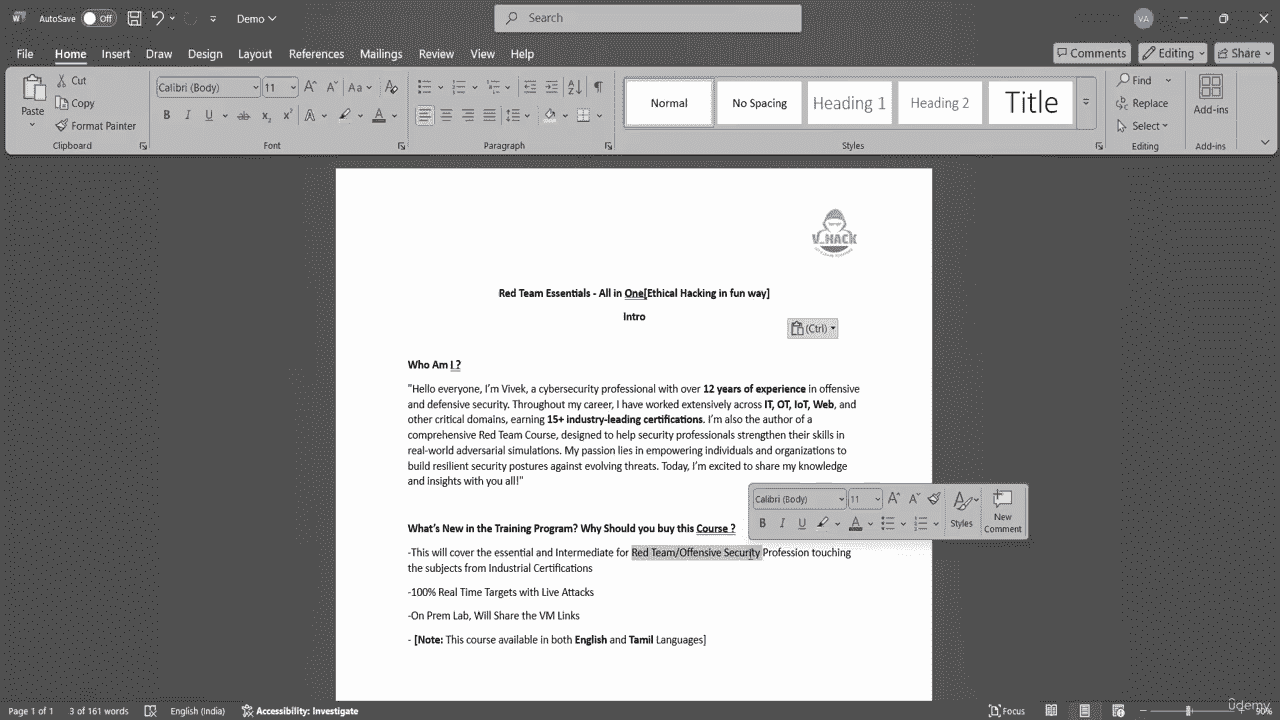 Search
AutoSave Off
Demo
VA
File Home Insert Draw Design Layout References Mailings Review View Help
Comments Editing Share
Paste
Cut
Copy
Format Painter
Clipboard
Calibri (Body) 11
Font
Paragraph
Normal
No Spacing
Heading 1
Heading 2
Title
Styles
Find
Replace
Select
Editing
Add-ins
Add-ins
V_HACK
Red Team Essentials - All in One[Ethical Hacking in fun way]
Intro
(Ctrl)
Who Am I ?
"Hello everyone, I’m Vivek, a cybersecurity professional with over 12 years of experience in offensive
and defensive security. Throughout my career, I have worked extensively across IT, OT, IoT, Web, and
other critical domains, earning 15+ industry-leading certifications. I’m also the author of a
comprehensive Red Team Course, designed to help security professionals strengthen their skills in
real-world adversarial simulations. My passion lies in empowering individuals and organizations to
build resilient security postures against evolving threats. Today, I’m excited to share my knowledge
and insights with you all!"
Calibri (Body) 11
Styles
New
Comment
What’s New in the Training Program? Why Should you buy this Course ?
-This will cover the essential and Intermediate for Red Team/Offensive Security Profession touching
the subjects from Industrial Certifications
-100% Real Time Targets with Live Attacks
-On Prem Lab, Will Share the VM Links
- [Note: This course available in both English and Tamil Languages]
Page 1 of 1 3 of 161 words English (India) Accessibility: Investigate
Focus